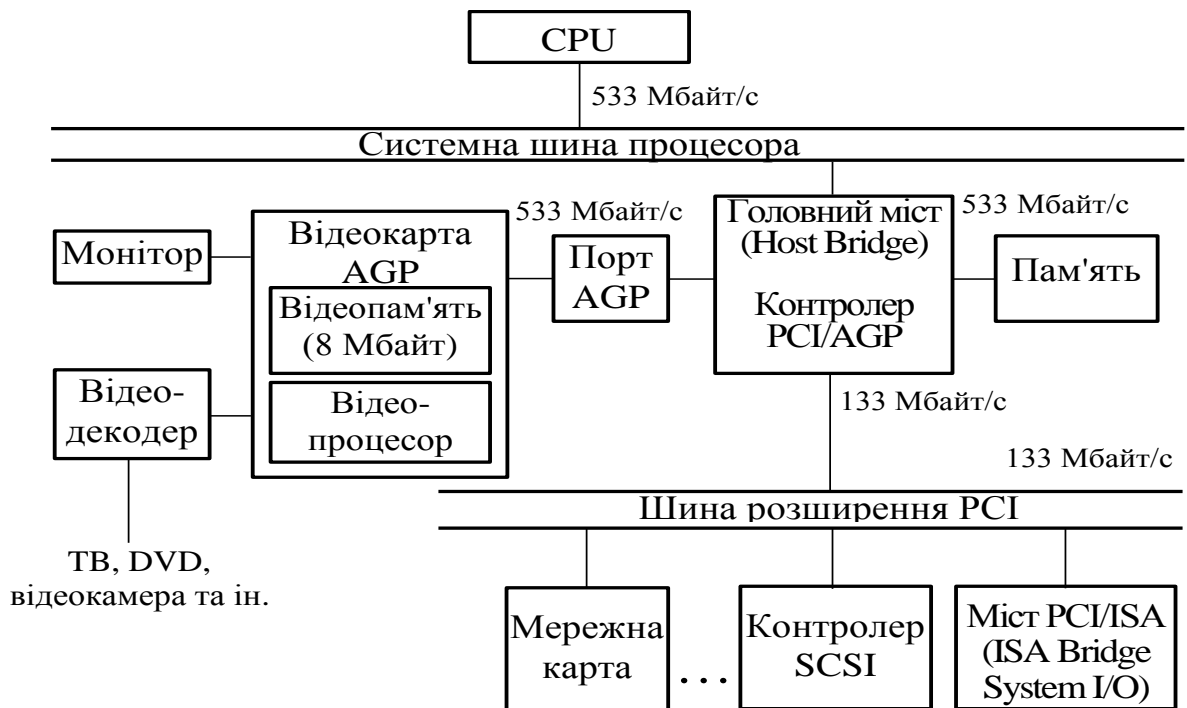 CPU
533 Мбайт/с
Системна шина процесора
533 Мбайт/с
Головний міст
(Host Bridge)
Контролер
PCI/AGP
533 Мбайт/с
Монітор
Відеокарта
AGP
Відеопам'ять
(8 Мбайт)
Відео-
процесор
Порт
AGP
Пам'ять
Відео-
декодер
133 Мбайт/с
133 Мбайт/с
Шина розширення PCI
ТВ, DVD,
відеокамера та ін.
Мережна
карта
...
Контролер
SCSI
Міст PCI/ISA
(ISA Bridge
System I/O)